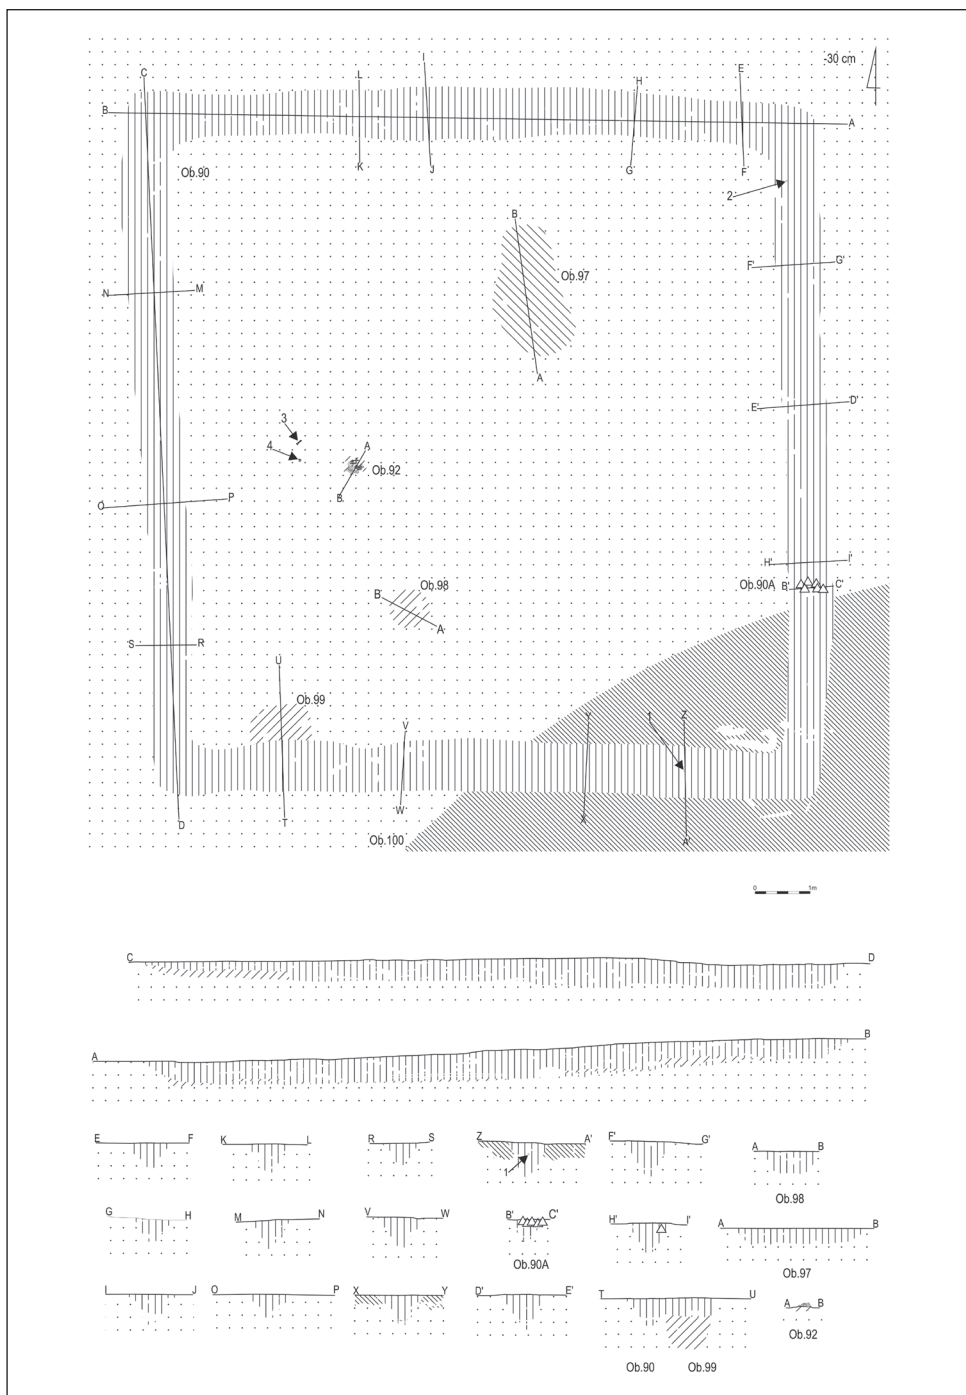 -30 cm
C
L
I
H
E
B
A
K
J
G
F
Ob.90
2
B
Ob.97
F'
G'
N
M
A
E'
D'
3
4
A
Ob.92
B
O
P
H'
I'
Ob.90A
B'
C'
Ob.98
B
A
S
R
U
Ob.99
V
Y
1
Z
W
X
D
T
Ob.100
A'
0
1m
C
D
A
B
E F
K L
R S
Z A'
1
F' G'
A B
Ob.98
G H
M N
V W
B' C'
Ob.90A
H' I'
A B
Ob.97
I J
O P
X Y
D' E'
T U
Ob.90
Ob.99
A B
Ob.92